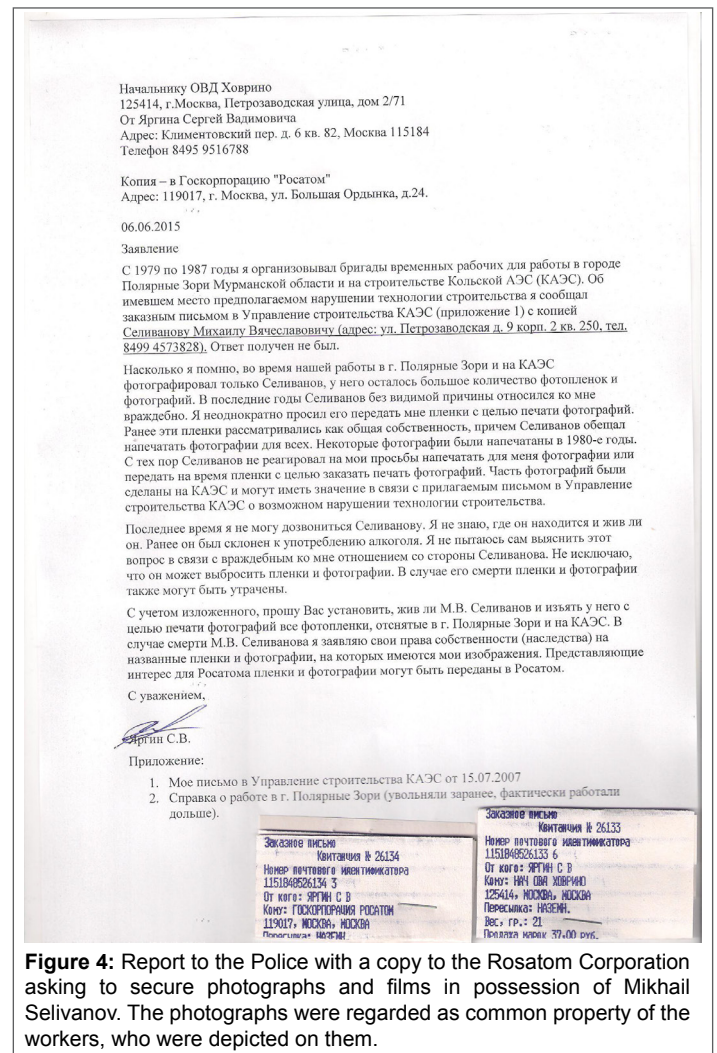 Начальнику ОВД Ховрино
125414, г.Москва, Петрозаводская улица, дом 2/71
От Яргина Сергея Вадимовича
Адрес: Климентовский пер. д. 6 кв. 82, Москва 115184
Телефон 8495 9516788
Копия – в Госкорпорацию "Росатом"
Адрес: 119017, г. Москва, ул. Большая Ордынка, д.24.
06.06.2015
Заявление
С 1979 по 1987 годы я организовывал бригады временных рабочих для работы в городе
Полярные Зори Мурманской области и на строительстве Кольской АЭС (КАЭС). Об
имевшем место предполагаемом нарушении технологии строительства я сообщал
заказным письмом в Управление строительства КАЭС (приложение 1) с копией
Селиванову Михаилу Вячеславовичу (адрес: ул. Петрозаводская д. 9 корп. 2 кв. 250, тел.
8499 4573828). Ответ получен не был.
Насколько я помню, во время нашей работы в г. Полярные Зори и на КАЭС
фотографировал только Селиванов, у него осталось большое количество фотопленок и
фотографий. В последние годы Селиванов без видимой причины относился ко мне
враждебно. Я неоднократно просил его передать мне пленки с целью печати фотографий.
Ранее эти пленки рассматривались как общая собственность, причем Селиванов обещал
напечатать фотографии для всех. Некоторые фотографии были напечатаны в 1980-е годы.
С тех пор Селиванов не реагировал на мои просьбы напечатать для меня фотографии или
передать на время пленки с целью заказать печать фотографий. Часть фотографий были
сделаны на КАЭС и могут иметь значение в связи с прилагаемым письмом в Управление
строительства КАЭС о возможном нарушении технологии строительства.
Последнее время я не могу дозвониться Селиванову. Я не знаю, где он находится и жив ли
он. Ранее он был склонен к употреблению алкоголя. Я не пытаюсь сам выяснить этот
вопрос в связи с враждебным ко мне отношением со стороны Селиванова. Не исключаю,
что он может выбросить пленки и фотографии. В случае его смерти пленки и фотографии
также могут быть утрачены.
С учетом изложенного, прошу Вас установить, жив ли М.В. Селиванов и изъять у него с
целью печати фотографий все фотопленки, отснятые в г. Полярные Зори и на КАЭС. В
случае смерти М.В. Селиванова я заявляю свои права собственности (наследства) на
названные пленки и фотографии, на которых имеются мои изображения. Представляющие
интерес для Росатома пленки и фотографии могут быть переданы в Росатом.
С уважением,
Яргин С.В.
Приложение:
1. Мое письмо в Управление строительства КАЭС от 15.07.2007
2. Справка о работе в г. Полярные Зори (увольняли заранее, фактически работали
дольше).
Заказное письмо
Квитанция № 26134
Номер почтового идентификатора
1151848526134 3
От кого: ЯРГИН С В
Кому: ГОСКОРПОРАЦИЯ РОСАТОМ
119017, МОСКВА, МОСКВА
Пересылка: НАЗЕМН.
Заказное письмо
Квитанция № 26133
Номер почтового идентификатора
1151848526133 6
От кого: ЯРГИН С В
Кому: НАЧ ОВД ХОВРИНО
125414, МОСКВА, МОСКВА
Пересылка: НАЗЕМН.
Вес, гр.: 21
Продажа марок 37,00 руб.
Figure 4: Report to the Police with a copy to the Rosatom Corporation
asking to secure photographs and films in possession of Mikhail
Selivanov. The photographs were regarded as common property of the
workers, who were depicted on them.